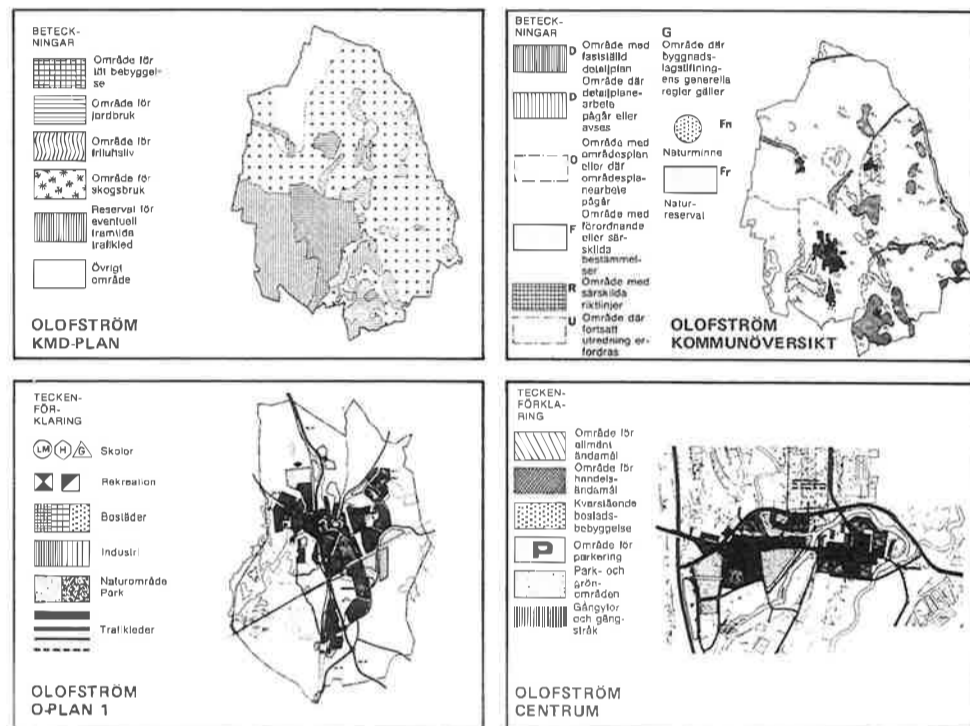 BETECK-
NINGAR
Område för
tät bebyggel-
se
Område för
jordbruk
Område för
friluftsliv
Område för
skogsbruk
Reservat för
eventuell
framtida
trafikled
Övrigt
område
OLOFSTRÖM
KMD-PLAN
BETECK-
NINGAR
D Område med
fastställd
detaljplan
D Område där
detaljplane-
arbete
pågår eller
avses
O Område med
områdesplan
eller där
områdespla-
nearbete
pågår
F Område med
förordnande
eller sär-
skilda
bestämmel-
ser
R Område med
särskilda
riktlinjer
U Område där
fortsatt
utredning er-
fordras
G
Område där
byggnads-
lagstiftning-
ens generella
regler gäller
Fn
Naturminne
Fr
Natur-
reservat
OLOFSTRÖM
KOMMUNÖVERSIKT
TECKEN-
FÖR-
KLARING
LM H G Skolor
Rekreation
Bostäder
Industri
Naturområde
Park
Trafikleder
OLOFSTRÖM
O-PLAN 1
TECKEN-
FÖRKLA-
RING
Område för
allmänt
ändamål
Område för
handels-
ändamål
Kvarstående
bostads-
bebyggelse
P Område för
parkering
Park- och
grön-
områden
Gångytor
och gång-
stråk
OLOFSTRÖM
CENTRUM